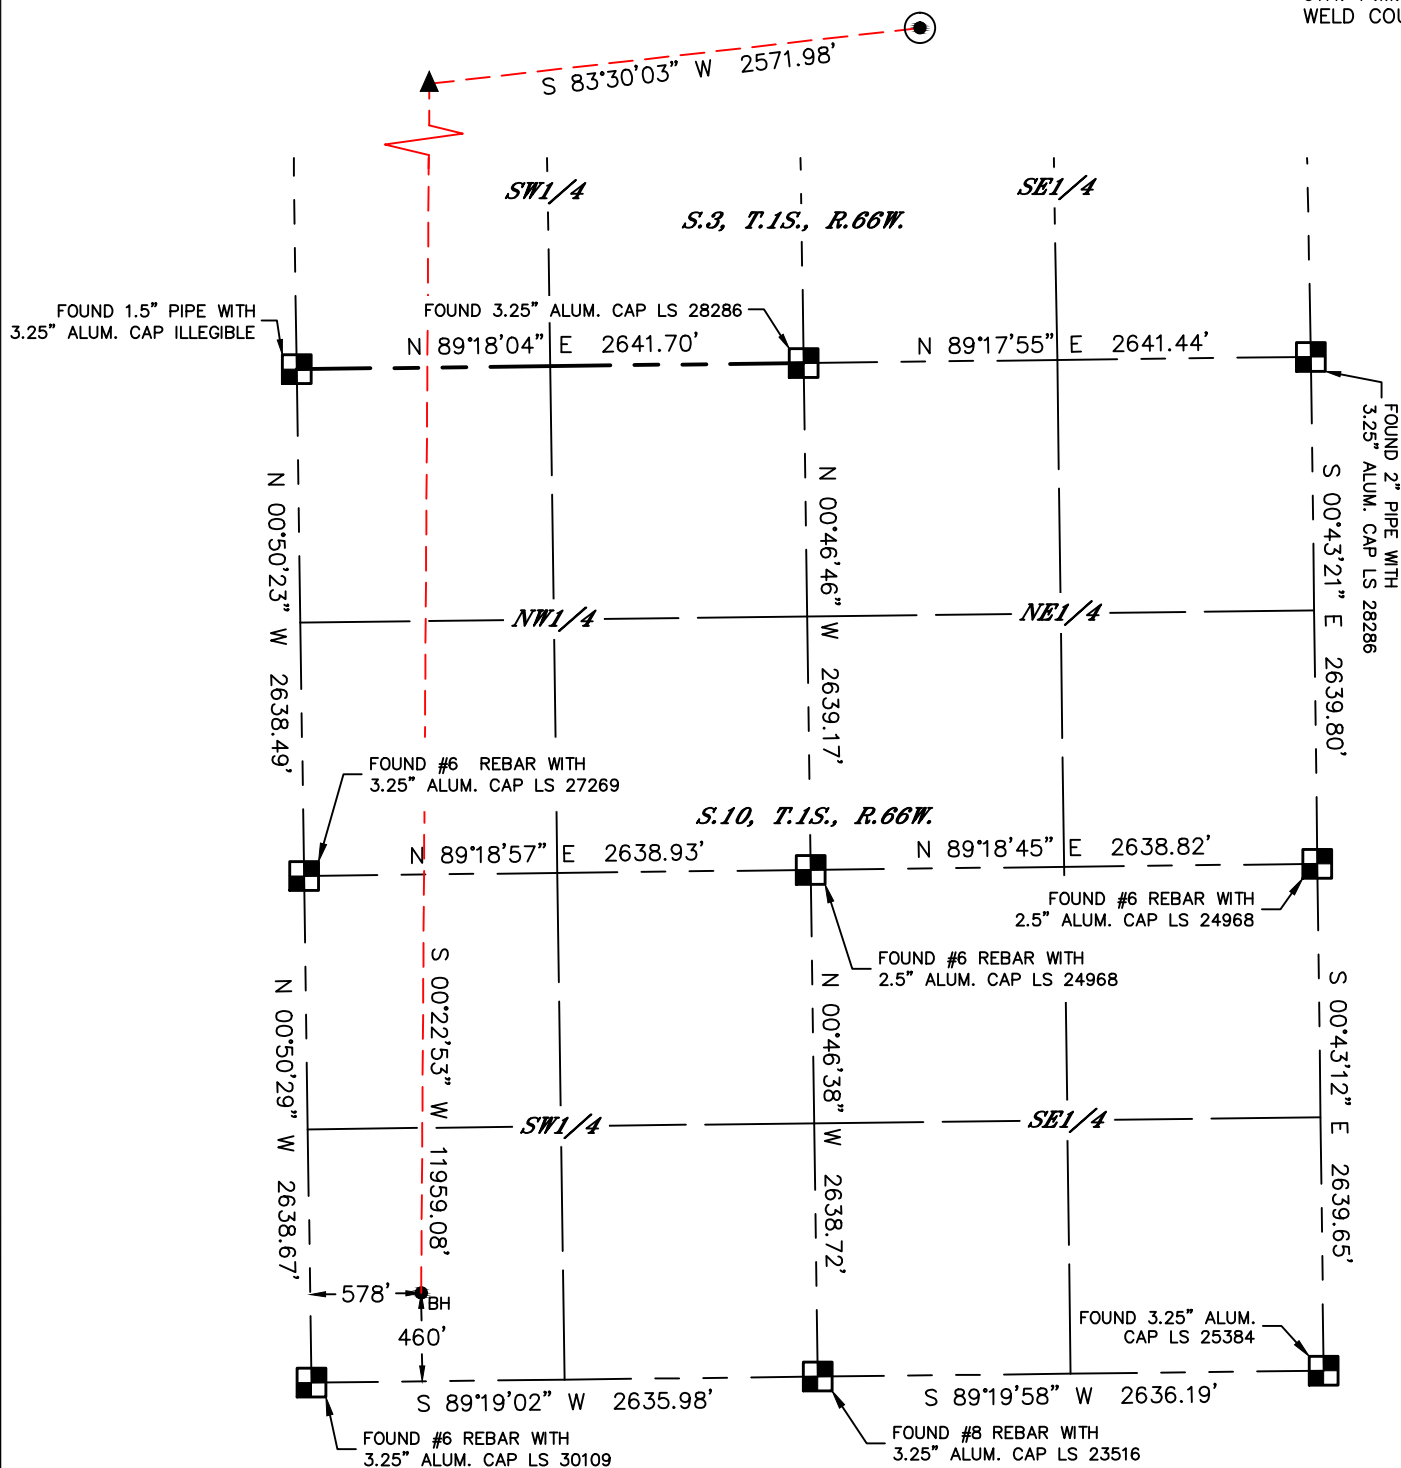 WELD COU
S 83°30'03" W 2571.98'
SW1/4
SE1/4
S.3, T.1S., R.66W.
FOUND 1.5" PIPE WITH
3.25" ALUM. CAP ILLEGIBLE
FOUND 3.25" ALUM. CAP LS 28286
N 89°18'04" E 2641.70'
N 89°17'55" E 2641.44'
FOUND 2" PIPE WITH
3.25" ALUM. CAP LS 28286
N 00°50'23" W 2638.49'
N 00°46'46" W 2639.17'
S 00°43'21" E 2639.80'
NW1/4
NE1/4
FOUND #6 REBAR WITH
3.25" ALUM. CAP LS 27269
S.10, T.1S., R.66W.
N 89°18'57" E 2638.93'
N 89°18'45" E 2638.82'
FOUND #6 REBAR WITH
2.5" ALUM. CAP LS 24968
FOUND #6 REBAR WITH
2.5" ALUM. CAP LS 24968
N 00°50'29" W 2638.67'
S 00°22'53" W 11959.08'
N 00°46'38" W 2638.72'
S 00°43'12" E 2639.65'
SW1/4
SE1/4
578'
BH
460'
FOUND 3.25" ALUM.
CAP LS 25384
S 89°19'02" W 2635.98'
S 89°19'58" W 2636.19'
FOUND #6 REBAR WITH
3.25" ALUM. CAP LS 30109
FOUND #8 REBAR WITH
3.25" ALUM. CAP LS 23516